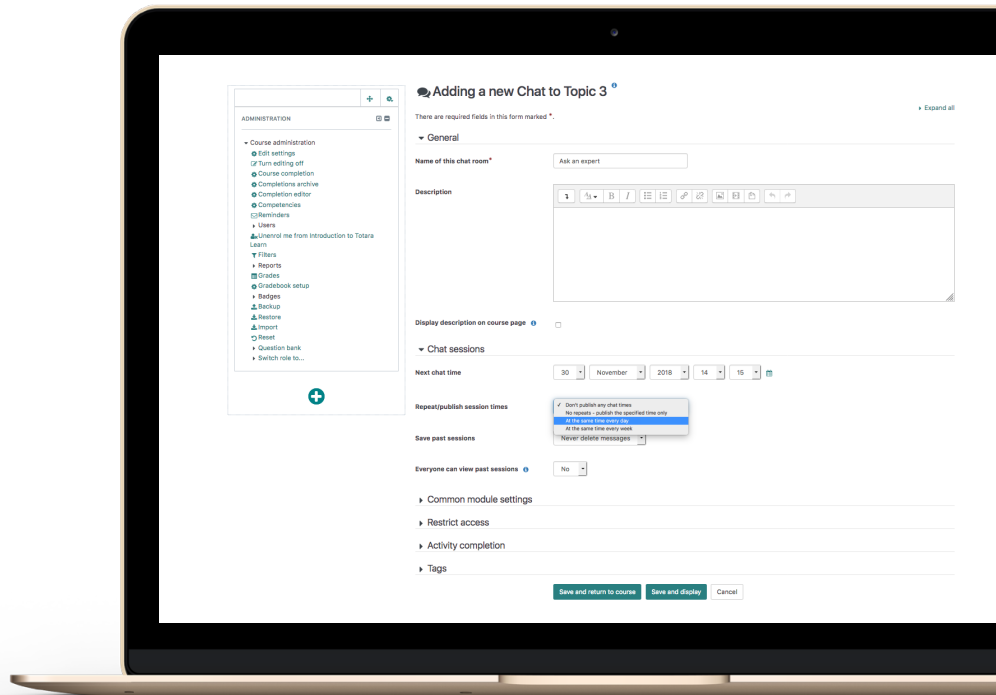 ADMINISTRATION
Course administration
Edit settings
Turn editing off
Course completion
Completions archive
Completion editor
Competencies
Reminders
Users
Unenrol me from Introduction to Totara
Learn
Filters
Reports
Grades
Gradebook setup
Badges
Backup
Restore
Import
Reset
Question bank
Switch role to...
Adding a new Chat to Topic 3
Expand all
There are required fields in this form marked *.
General
Name of this chat room* Ask an expert
Description
B I
Display description on course page
Chat sessions
Next chat time 30 November 2018 14 15
Repeat/publish session times
✓ Don't publish any chat times
No repeats - publish the specified time only
At the same time every day
At the same time every week
Save past sessions Never delete messages
Everyone can view past sessions No
Common module settings
Restrict access
Activity completion
Tags
Save and return to course Save and display Cancel